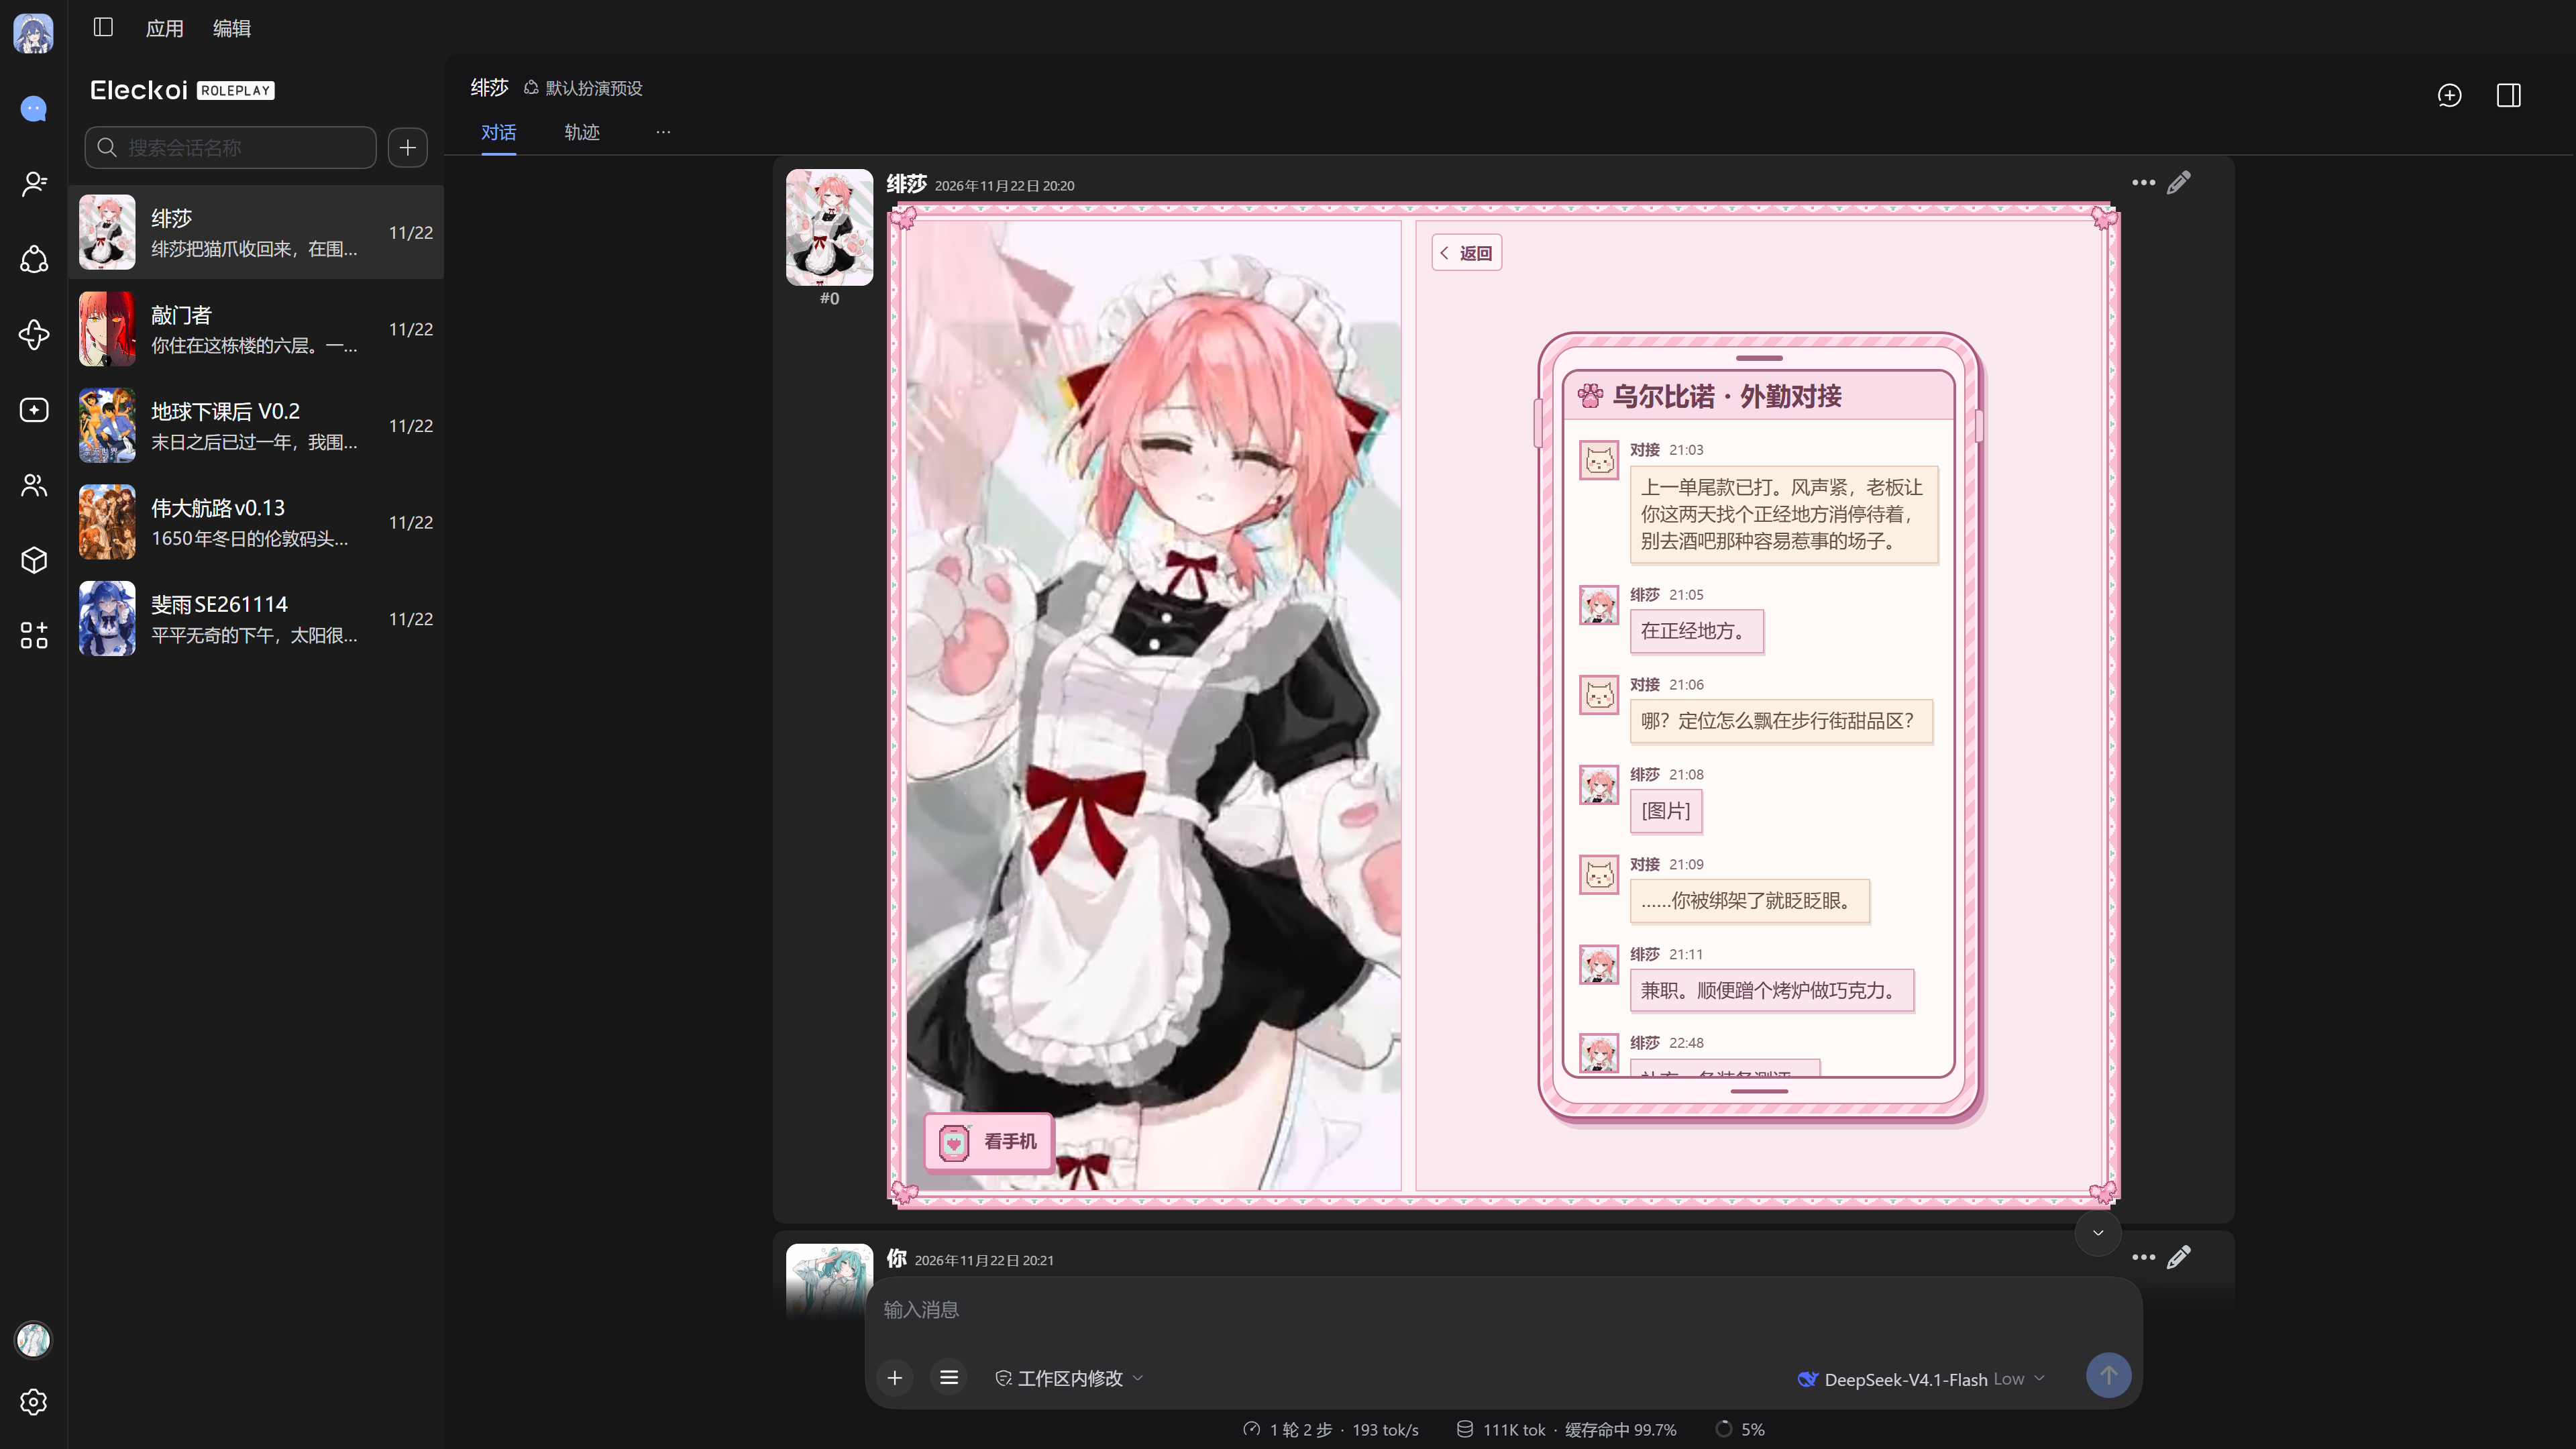 应用 编辑
Eleckoi ROLEPLAY
搜索会话名称
绯莎
绯莎把猫爪收回来，在围...
11/22
敲门者
你住在这栋楼的六层。一...
11/22
地球下课后 V0.2
末日之后已过一年，我围...
11/22
伟大航路v0.13
1650年冬日的伦敦码头...
11/22
斐雨SE261114
平平无奇的下午，太阳很...
11/22
绯莎 默认扮演预设
对话 轨迹 ...
绯莎 2026年11月22日 20:20
#0
看手机
返回
乌尔比诺·外勤对接
对接 21:03
上一单尾款已打。风声紧，老板让
你这两天找个正经地方消停待着，
别去酒吧那种容易惹事的场子。
绯莎 21:05
在正经地方。
对接 21:06
哪？定位怎么飘在步行街甜品区？
绯莎 21:08
[图片]
对接 21:09
......你被绑架了就眨眨眼。
绯莎 21:11
兼职。顺便蹭个烤炉做巧克力。
绯莎 22:48
你 2026年11月22日 20:21
输入消息
工作区内修改
DeepSeek-V4.1-Flash Low
1 轮 2 步 · 193 tok/s
111K tok · 缓存命中 99.7%
5%